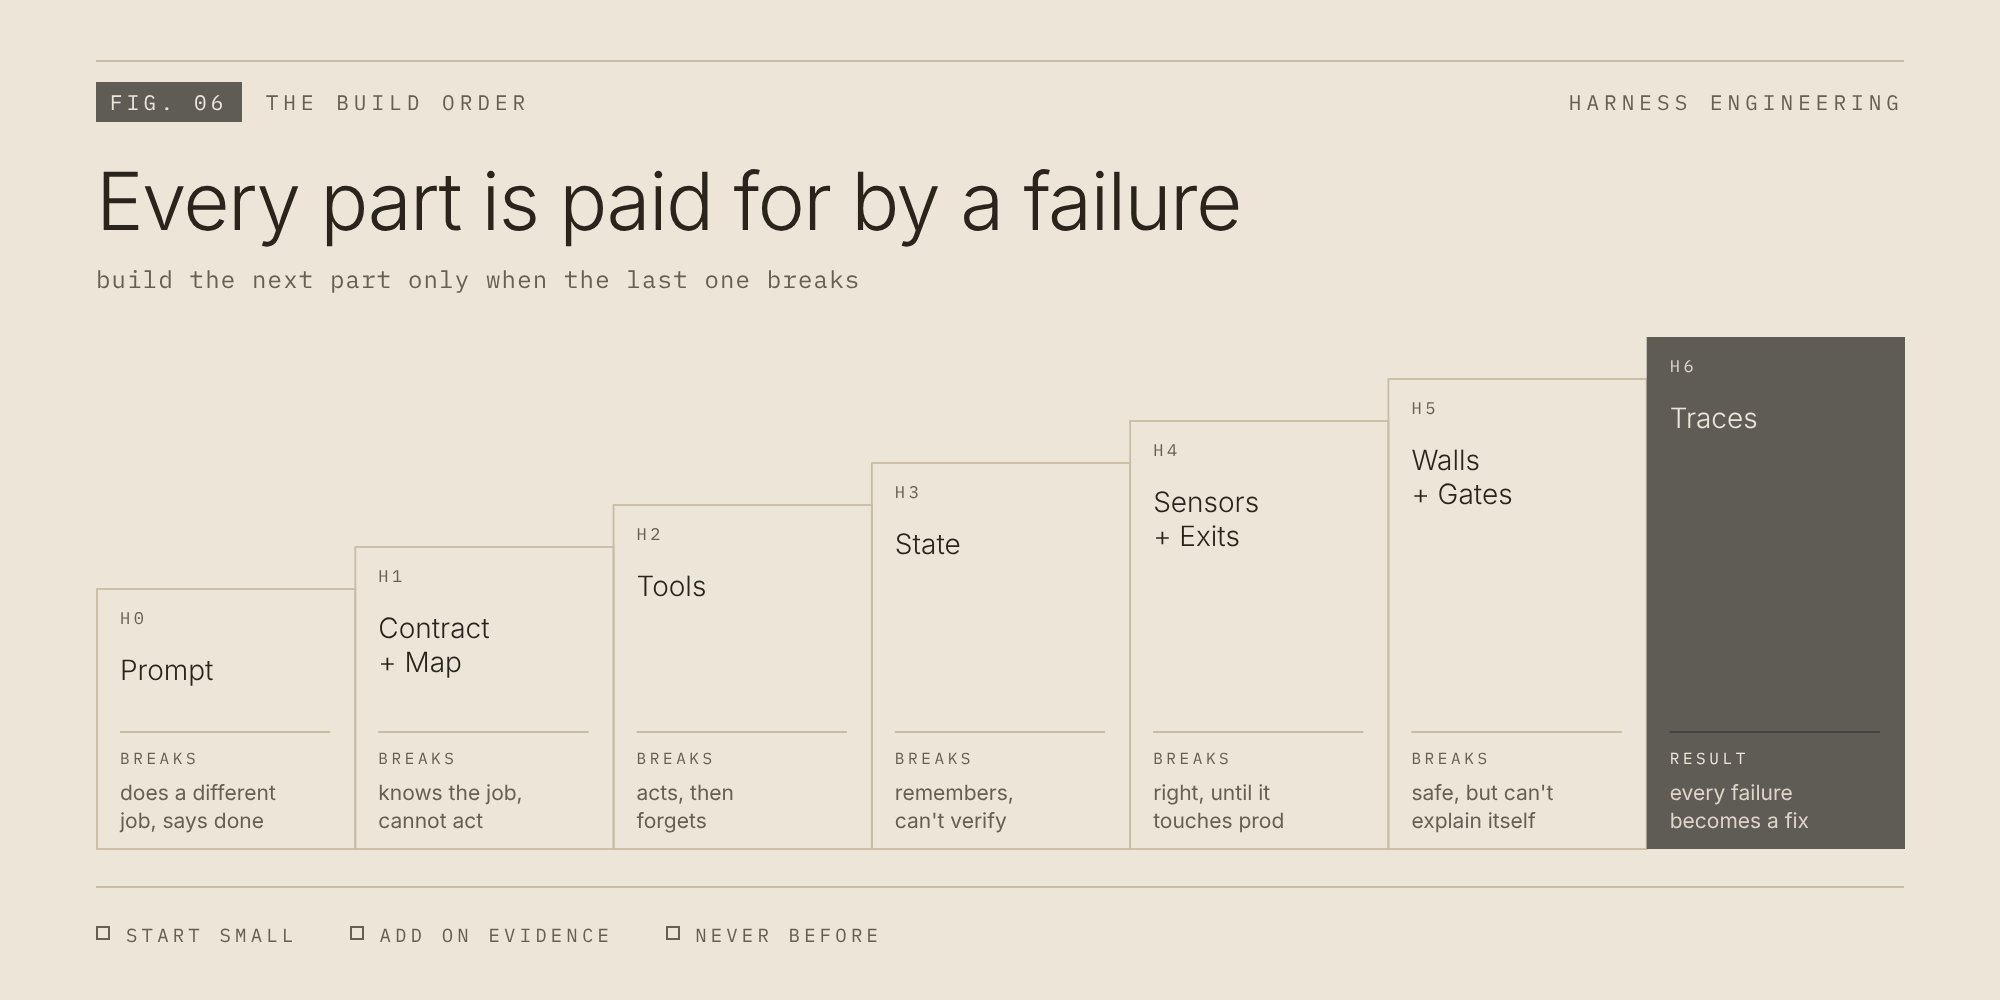 FIG. 06
THE BUILD ORDER
HARNESS ENGINEERING
Every part is paid for by a failure
build the next part only when the last one breaks
H0
Prompt
BREAKS
does a different
job, says done
H1
Contract
+ Map
BREAKS
knows the job,
cannot act
H2
Tools
BREAKS
acts, then
forgets
H3
State
BREAKS
remembers,
can't verify
H4
Sensors
+ Exits
BREAKS
right, until it
touches prod
H5
Walls
+ Gates
BREAKS
safe, but can't
explain itself
H6
Traces
RESULT
every failure
becomes a fix
START SMALL
ADD ON EVIDENCE
NEVER BEFORE